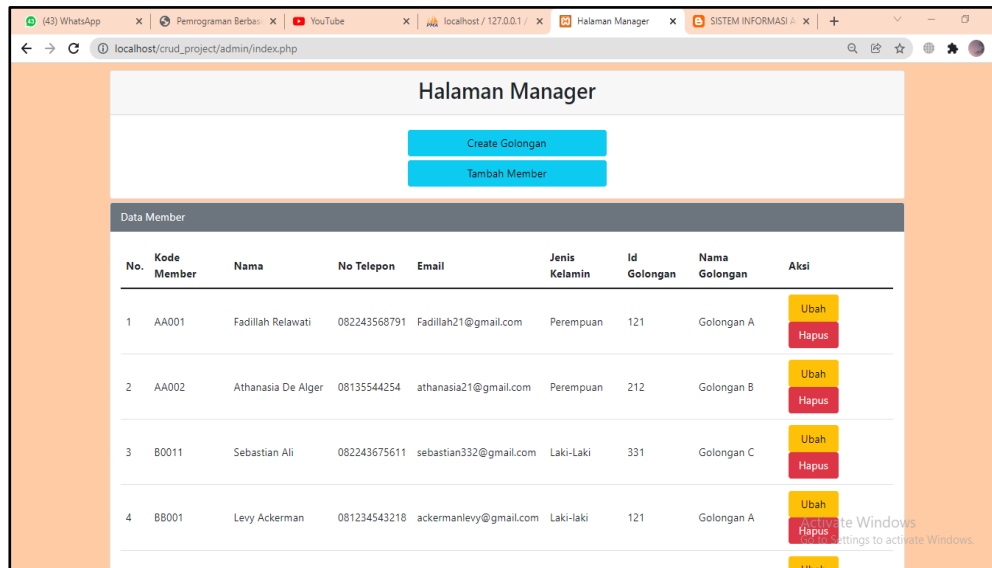 (43) WhatsApp
Pemrograman Berbasi
YouTube
localhost / 127.0.0.1 /
Halaman Manager
SISTEM INFORMASI A
localhost/crud_project/admin/index.php
Halaman Manager
Create Golongan
Tambah Member
Data Member
No. Kode Member Nama No Telepon Email Jenis Kelamin Id Golongan Nama Golongan Aksi
1 AA001 Fadillah Relawati 082243568791 Fadillah21@gmail.com Perempuan 121 Golongan A Ubah
Hapus
2 AA002 Athanasia De Alger 08135544254 athanasia21@gmail.com Perempuan 212 Golongan B Ubah
Hapus
3 B0011 Sebastian Ali 082243675611 sebastian332@gmail.com Laki-Laki 331 Golongan C Ubah
Hapus
4 BB001 Levy Ackerman 081234543218 ackermanlevy@gmail.com Laki-laki 121 Golongan A Ubah
Hapus
Activate Windows
Go to Settings to activate Windows.
Ubah